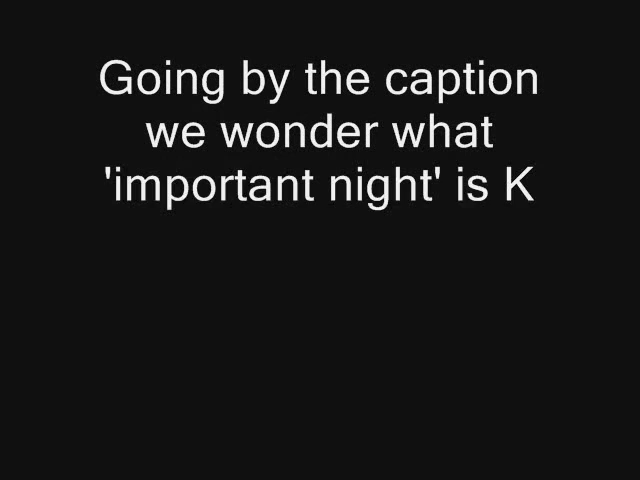 Going by the caption
we wonder what
'important night' is K